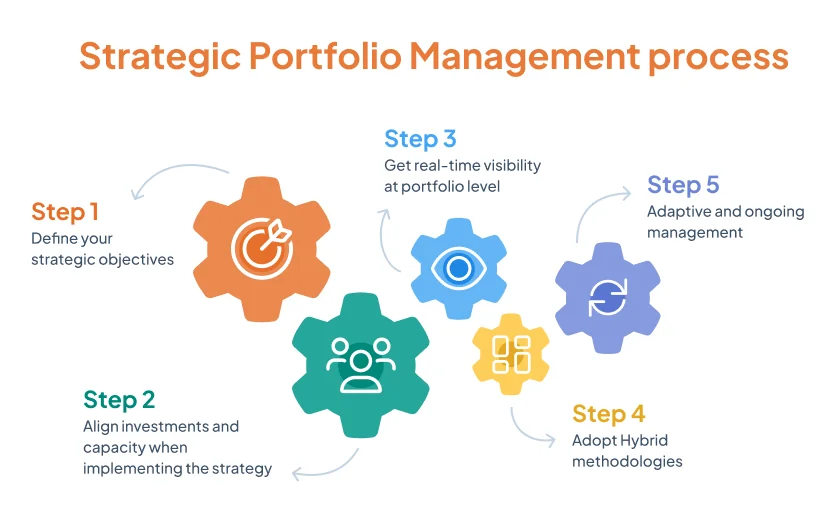 Strategic Portfolio Management process
Step 1
Define your
strategic objectives
Step 2
Align investments and
capacity when
implementing the strategy
Step 3
Get real-time visibility
at portfolio level
Step 4
Adopt Hybrid
methodologies
Step 5
Adaptive and ongoing
management